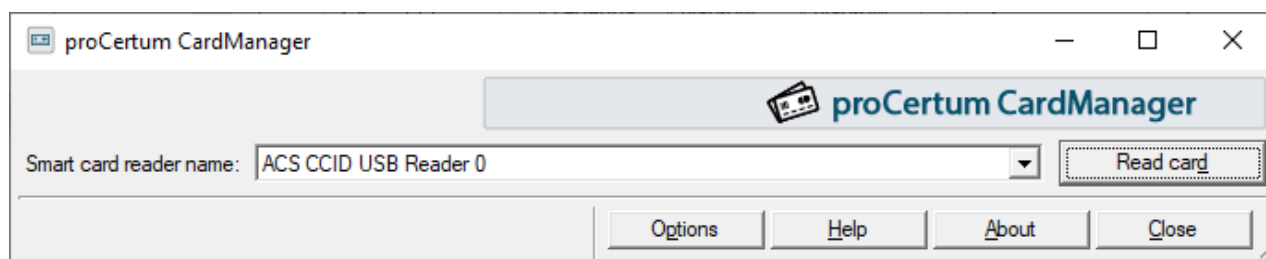 proCertum CardManager
proCertum CardManager
Smart card reader name: ACS CCID USB Reader 0 Read card
Options Help About Close